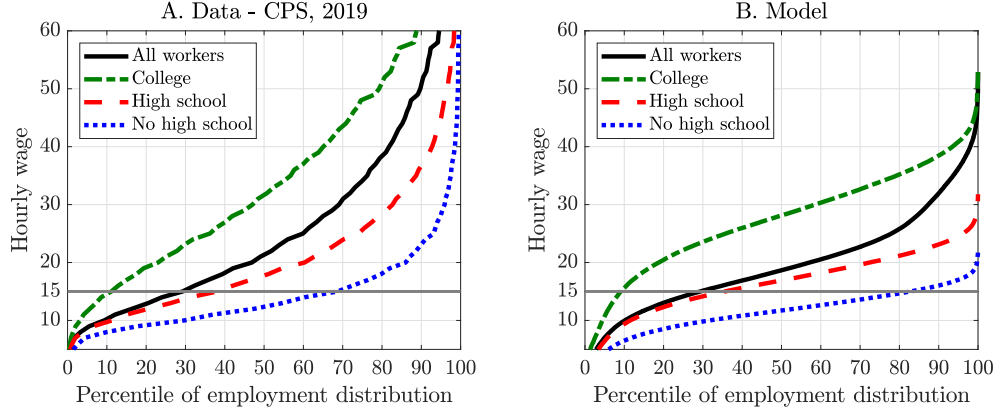 A. Data - CPS, 2019
60
50
40
30
20
15
10
Hourly wage
All workers
College
High school
No high school
0 10 20 30 40 50 60 70 80 90 100
Percentile of employment distribution
B. Model
60
50
40
30
20
15
10
Hourly wage
All workers
College
High school
No high school
0 10 20 30 40 50 60 70 80 90 100
Percentile of employment distribution